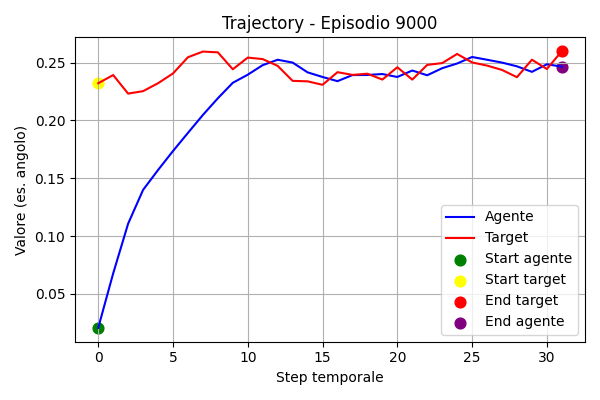 Trajectory - Episodio 9000
Valore (es. angolo)
0.25
0.20
0.15
0.10
0.05
0
5
10
15
20
25
30
Step temporale
Agente
Target
Start agente
Start target
End target
End agente